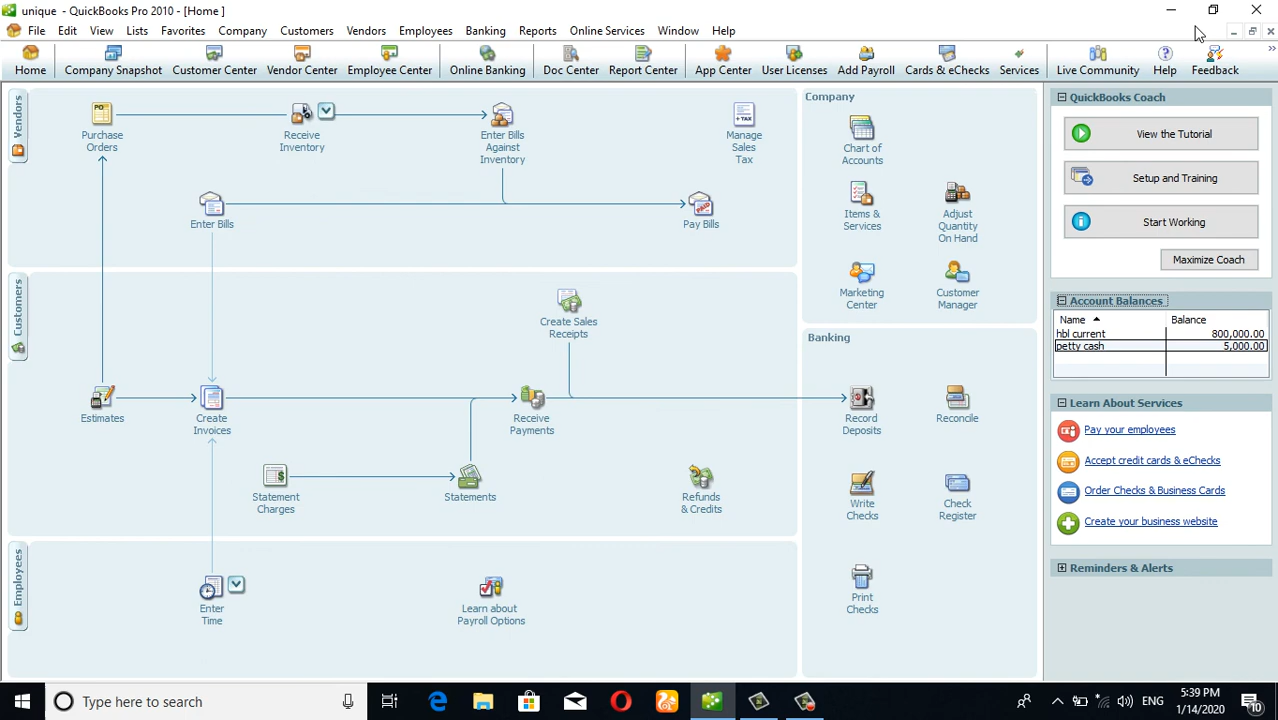 unique - QuickBooks Pro 2010 - [Home ]
File Edit View Lists Favorites Company Customers Vendors Employees Banking Reports Online Services Window Help
Home Company Snapshot Customer Center Vendor Center Employee Center Online Banking Doc Center Report Center App Center User Licenses Add Payroll Cards & eChecks Services Live Community Help Feedback
Vendors
Purchase
Orders
Receive
Inventory
Enter Bills
Against
Inventory
Manage
Sales
Tax
Enter Bills
Pay Bills
Customers
Create Sales
Receipts
Estimates
Create
Invoices
Receive
Payments
Statement
Charges
Statements
Refunds
& Credits
Employees
Enter
Time
Learn about
Payroll Options
Company
Chart of
Accounts
Items &
Services
Adjust
Quantity
On Hand
Marketing
Center
Customer
Manager
Banking
Record
Deposits
Reconcile
Write
Checks
Check
Register
Print
Checks
QuickBooks Coach
View the Tutorial
Setup and Training
Start Working
Maximize Coach
Account Balances
Name Balance
hbl current 800,000.00
petty cash 5,000.00
Learn About Services
Pay your employees
Accept credit cards & eChecks
Order Checks & Business Cards
Create your business website
Reminders & Alerts
Type here to search
ENG
5:39 PM
1/14/2020
10